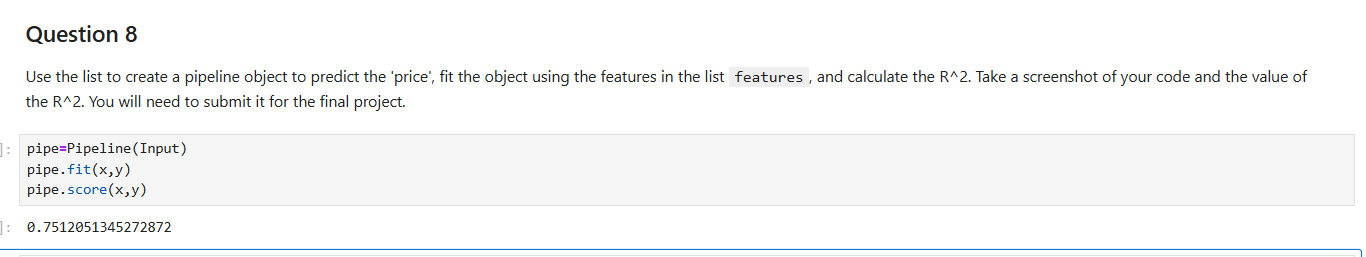 Question 8
Use the list to create a pipeline object to predict the 'price', fit the object using the features in the list features , and calculate the R^2. Take a screenshot of your code and the value of
the R^2. You will need to submit it for the final project.
]: pipe=Pipeline(Input)
pipe.fit(x,y)
pipe.score(x,y)
]: 0.7512051345272872